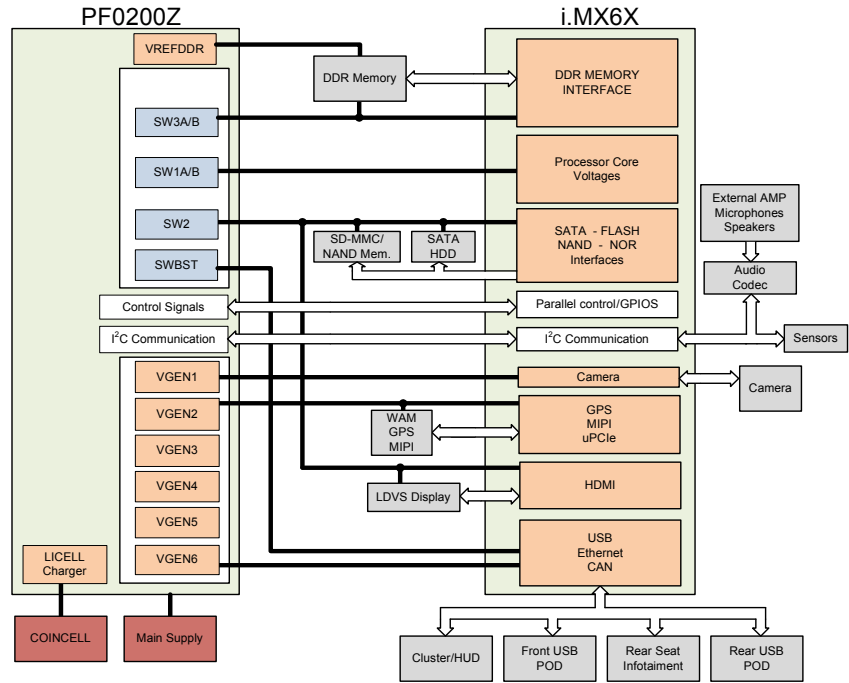 PF0200Z
i.MX6X
VREFDDR
DDR Memory
DDR MEMORY
INTERFACE
SW3A/B
SW1A/B
Processor Core
Voltages
SW2
SD-MMC/
NAND Mem.
SATA
HDD
SATA - FLASH
NAND - NOR
Interfaces
External AMP
Microphones
Speakers
SWBST
Audio
Codec
Control Signals
Parallel control/GPIOS
I²C Communication
I²C Communication
Sensors
VGEN1
Camera
Camera
VGEN2
WAM
GPS
MIPI
GPS
MIPI
uPCIe
VGEN3
VGEN4
LDVS Display
HDMI
VGEN5
VGEN6
USB
Ethernet
CAN
LICELL
Charger
COINCELL
Main Supply
Cluster/HUD
Front USB
POD
Rear Seat
Infotaiment
Rear USB
POD